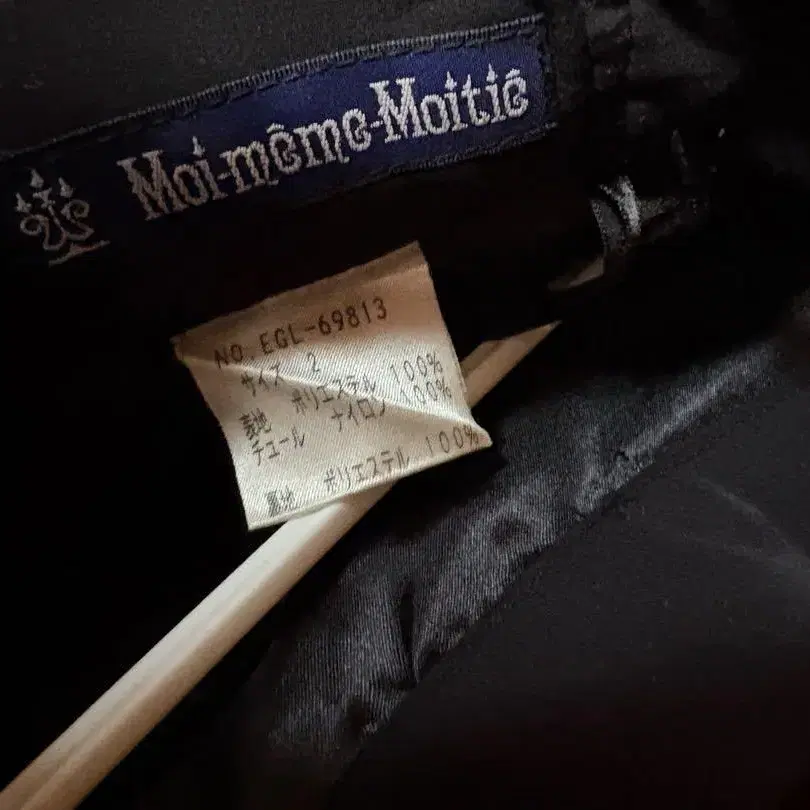 Moi-même-Moitié
NO.EGL-69813
サイズ 2
表地 ポリエステル 100%
チュール ナイロン 100%
裏地 ポリエステル 100%